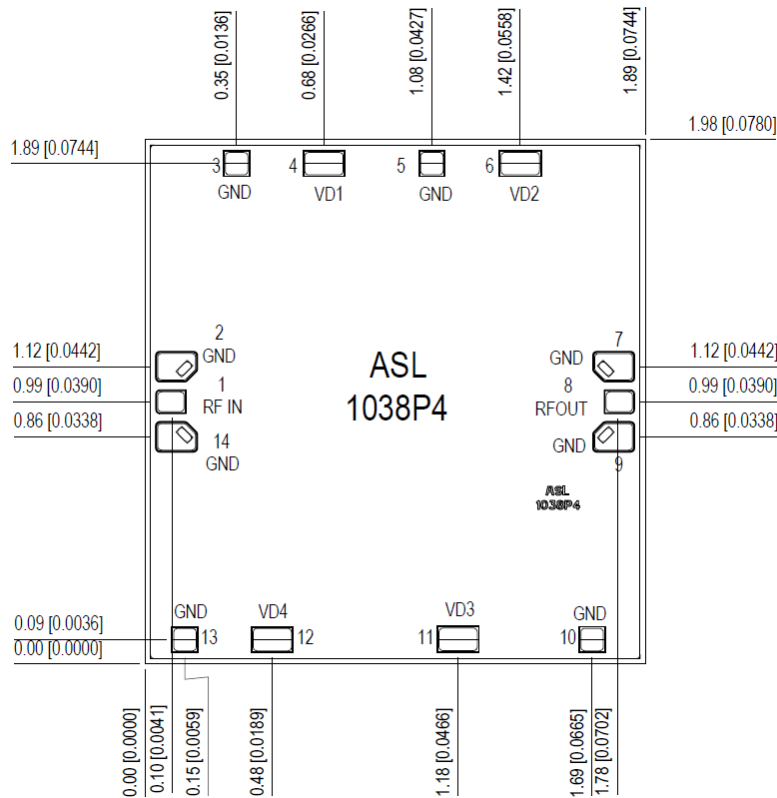 0.35 [0.0136]
0.68 [0.0266]
1.08 [0.0427]
1.42 [0.0558]
1.89 [0.0744]
1.98 [0.0780]
1.89 [0.0744]
3
GND
4
VD1
5
GND
6
VD2
1.12 [0.0442]
0.99 [0.0390]
0.86 [0.0338]
2
GND
1
RF IN
14
GND
ASL
1038P4
7
GND
8
RFOUT
GND
9
1.12 [0.0442]
0.99 [0.0390]
0.86 [0.0338]
ASL
1038P4
GND
13
VD4
12
VD3
11
GND
10
0.09 [0.0036]
0.00 [0.0000]
0.00 [0.0000]
0.10 [0.0041]
0.15 [0.0059]
0.48 [0.0189]
1.18 [0.0466]
1.69 [0.0665]
1.78 [0.0702]